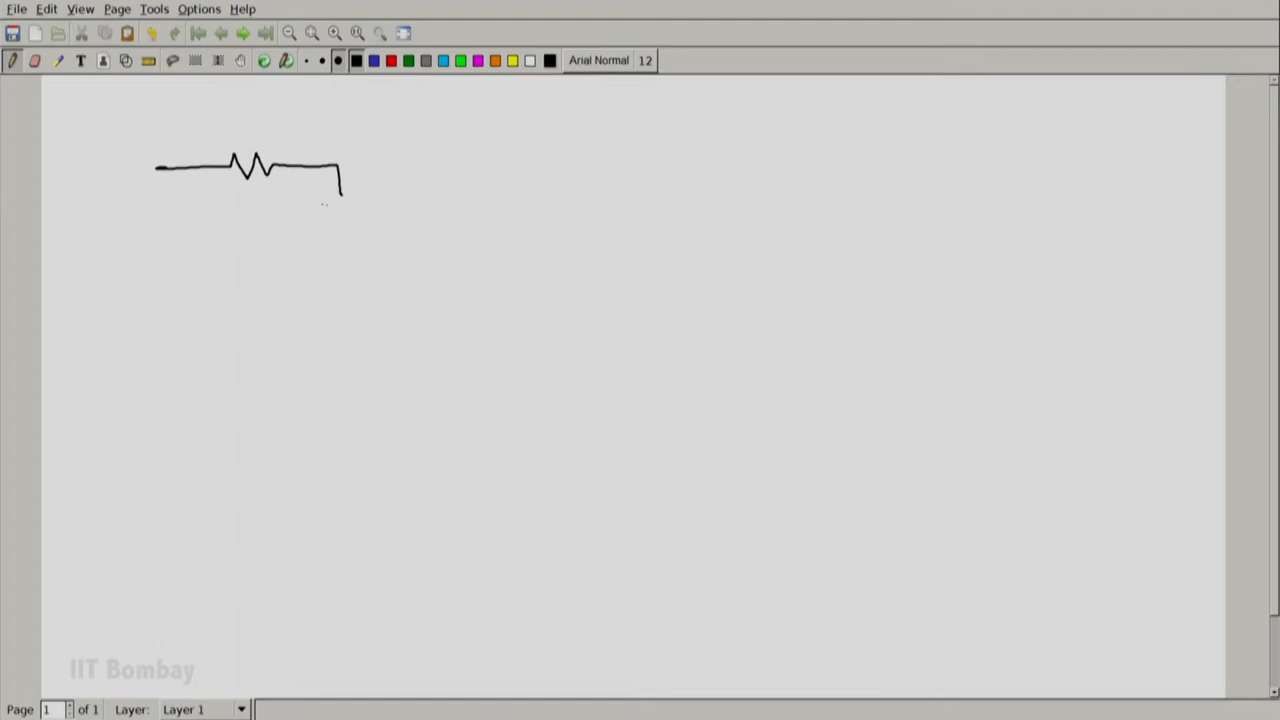 File Edit View Page Tools Options Help
T Arial Normal 12
IIT Bombay
Page 1 of 1 Layer: Layer 1